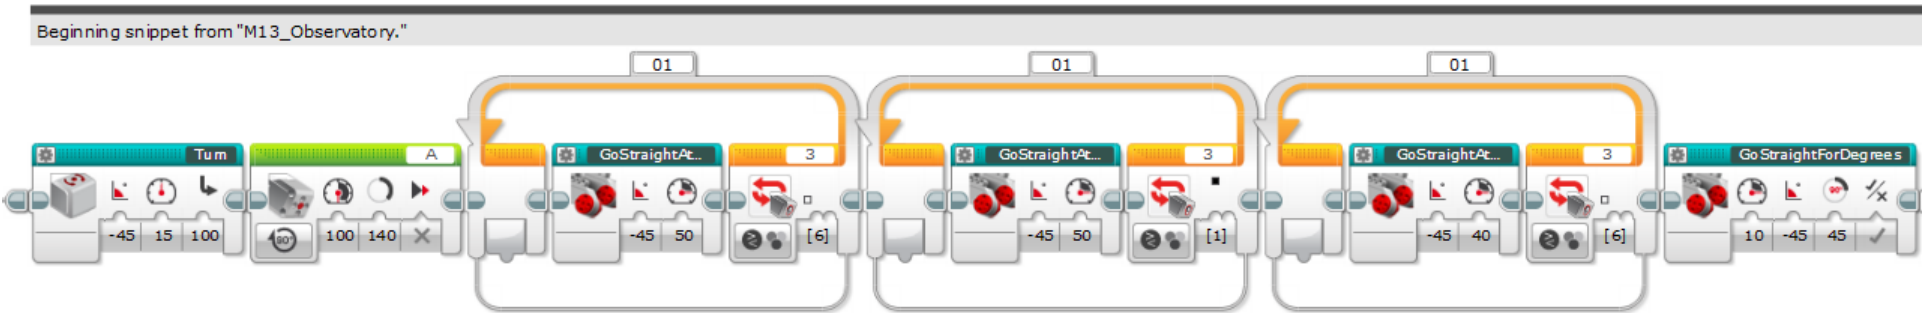 Beginning snippet from "M13_Observatory."
01 01 01
Turn A GoStraightAt... 3 GoStraightAt... 3 GoStraightAt... 3 GoStraightForDegrees
-45 15 100 100 140 -45 50 [6] -45 50 [1] -45 40 [6] 10 -45 45